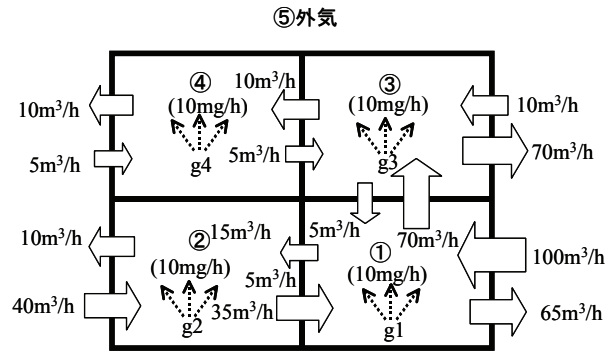 ⑤外気
④
(10mg/h)
g4
10m³/h
③
(10mg/h)
g3
10m³/h
5m³/h
5m³/h
10m³/h
70m³/h
10m³/h
②
(10mg/h)
g2
15m³/h
5m³/h
70m³/h
①
(10mg/h)
g1
100m³/h
40m³/h
5m³/h
35m³/h
65m³/h